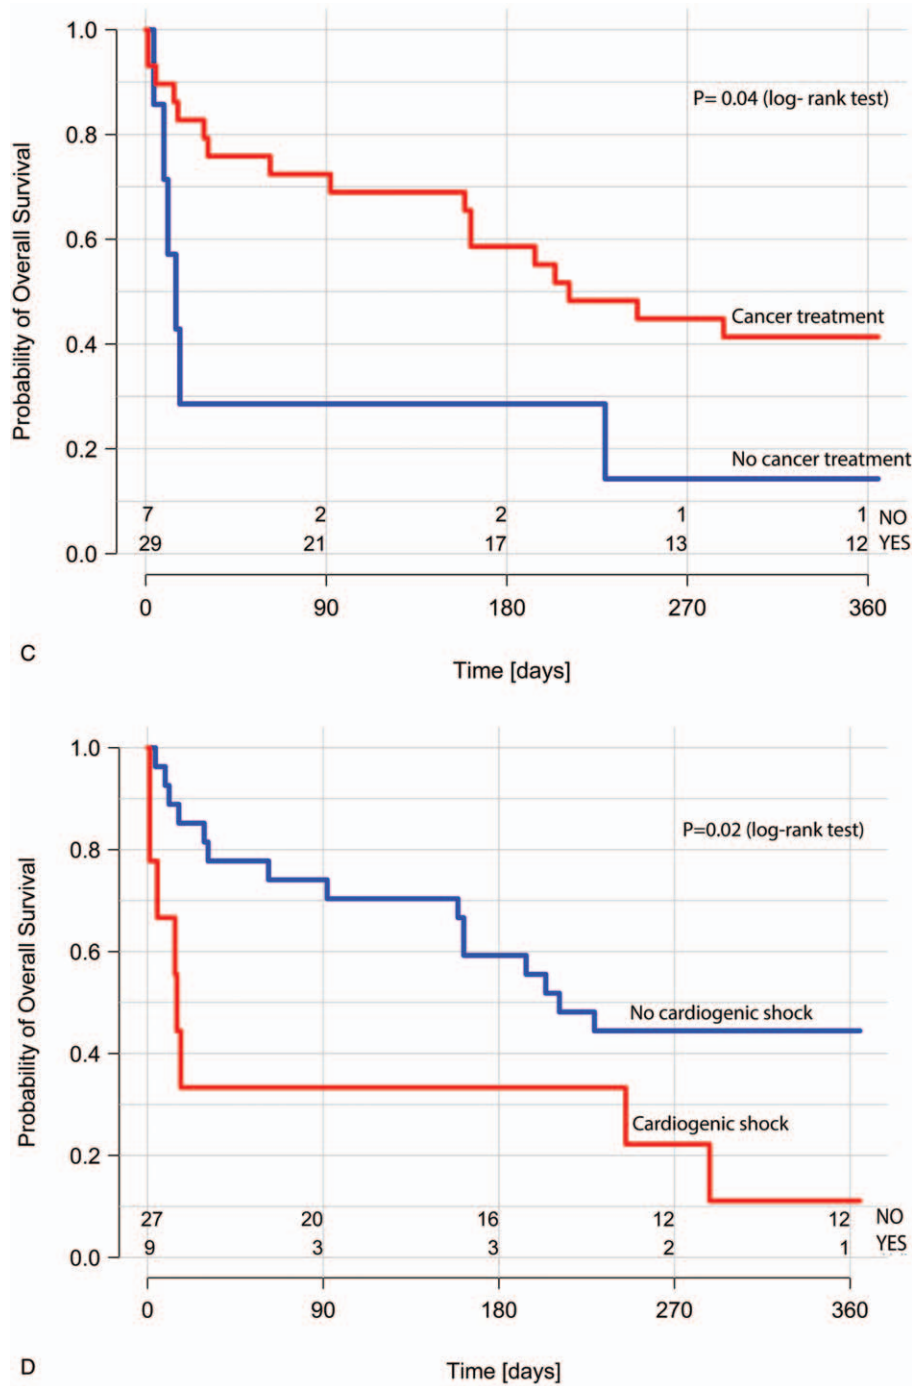 1.0
P= 0.04 (log- rank test)
0.8
Probability of Overall Survival
0.6
Cancer treatment
0.4
0.2
No cancer treatment
7 2 2 1 1 NO
0.0
29 21 17 13 12 YES
0 90 180 270 360
C
Time [days]
1.0
P=0.02 (log-rank test)
0.8
Probability of Overall Survival
0.6
No cardiogenic shock
0.4
Cardiogenic shock
0.2
27 20 16 12 12 NO
0.0
9 3 3 2 1 YES
0 90 180 270 360
D
Time [days]